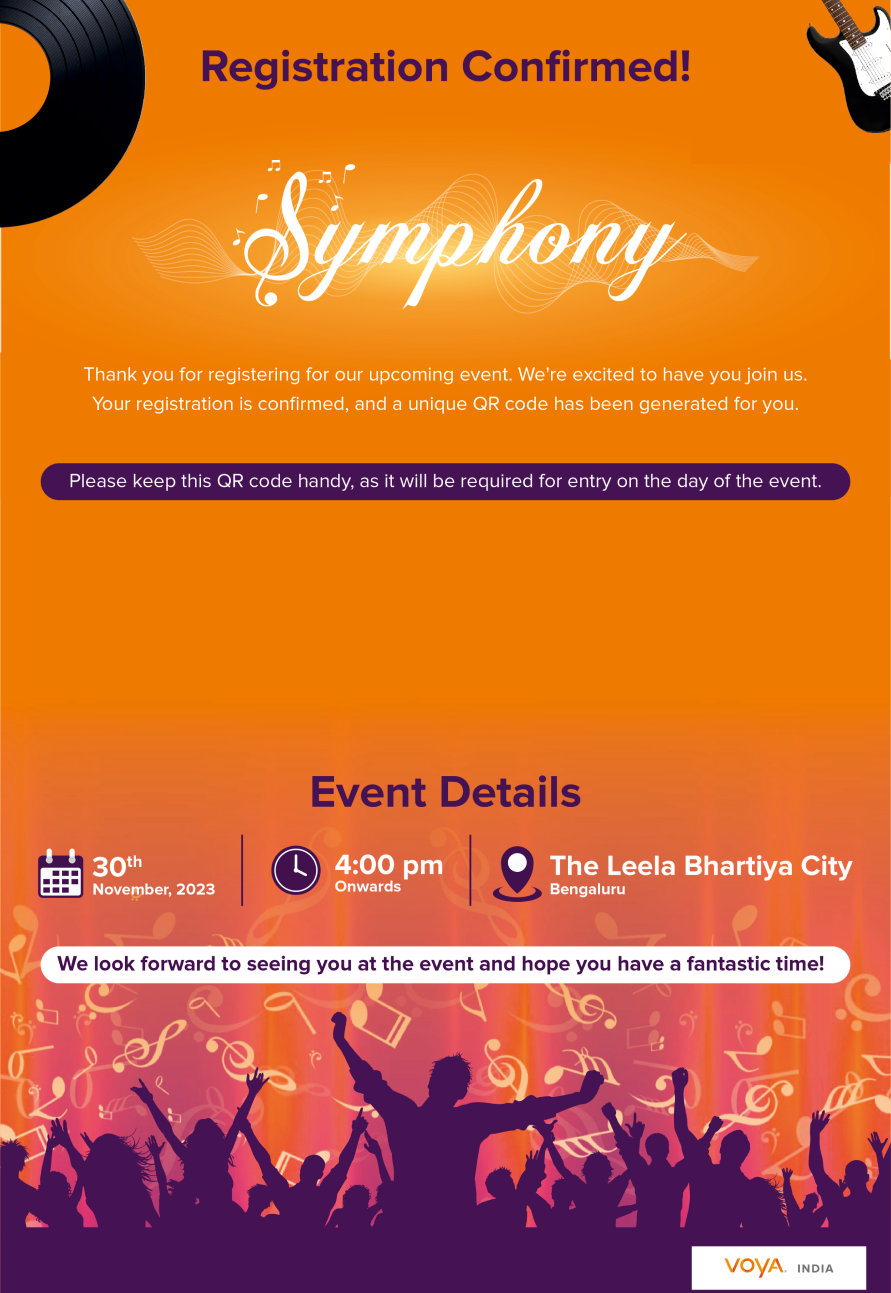 Registration Confirmed!
Symphony
Thank you for registering for our upcoming event. We're excited to have you join us.
Your registration is confirmed, and a unique QR code has been generated for you.
Please keep this QR code handy, as it will be required for entry on the day of the event.
Event Details
30th
November, 2023
4:00 pm
Onwards
The Leela Bhartiya City
Bengaluru
We look forward to seeing you at the event and hope you have a fantastic time!
VOYA INDIA